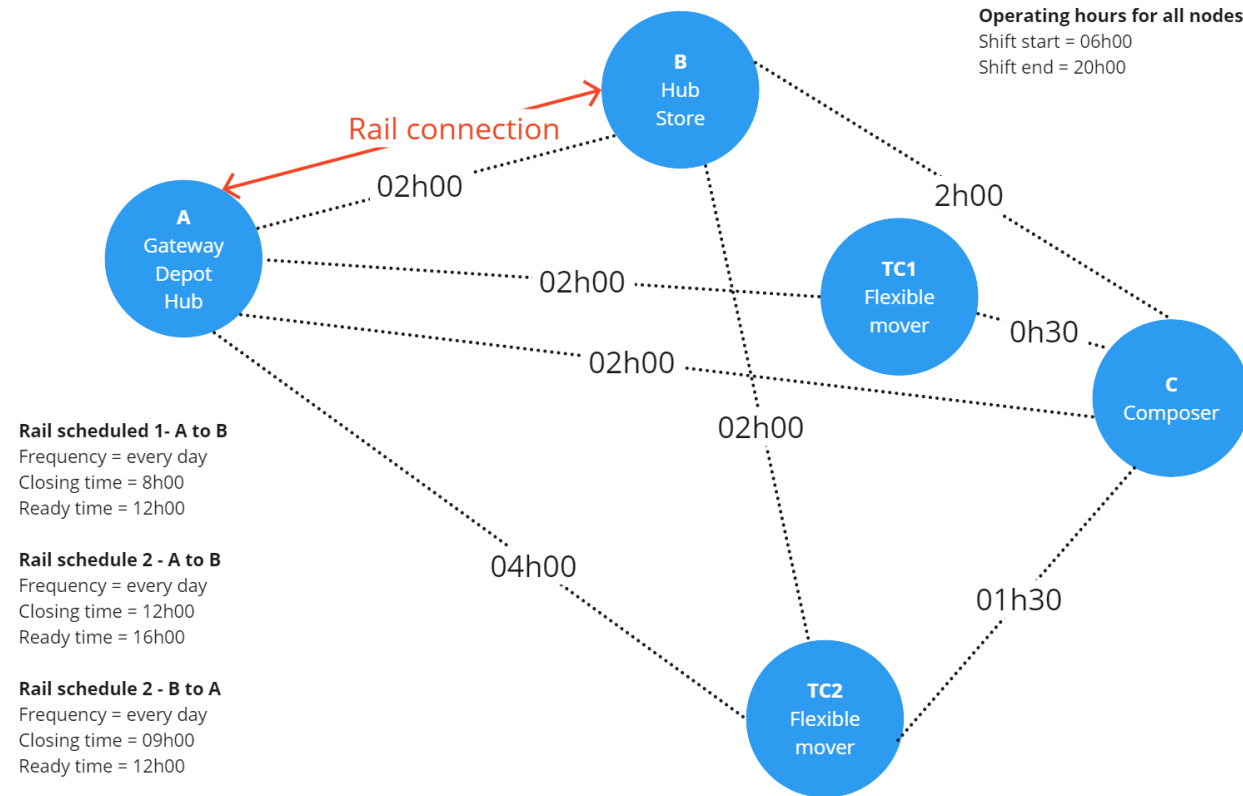 Operating hours for all nodes
Shift start = 06h00
Shift end = 20h00
B
Hub
Store
Rail connection
02h00
2h00
A
Gateway
Depot
Hub
TC1
Flexible
mover
02h00
0h30
02h00
C
Composer
02h00
Rail scheduled 1- A to B
Frequency = every day
Closing time = 8h00
Ready time = 12h00
Rail schedule 2 - A to B
Frequency = every day
Closing time = 12h00
Ready time = 16h00
04h00
01h30
Rail schedule 2 - B to A
Frequency = every day
Closing time = 09h00
Ready time = 12h00
TC2
Flexible
mover